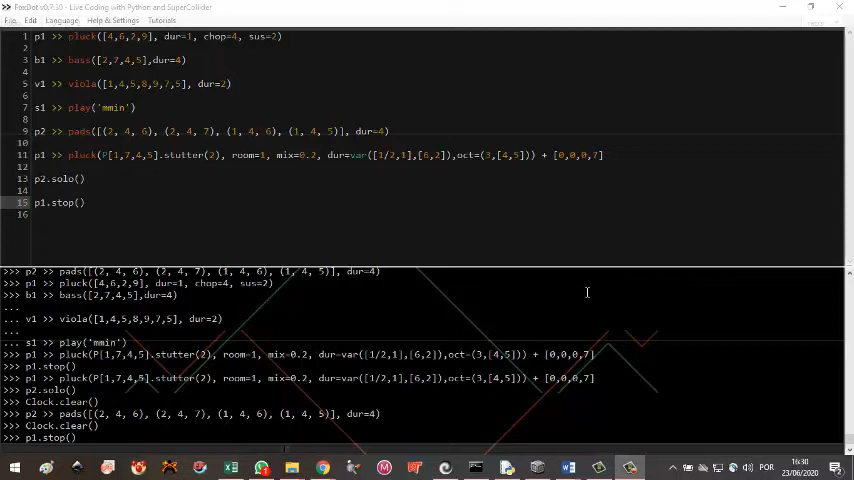 FoxDot v0.7:30 - Live Coding with Python and SuperCollider
File Edit Language Help & Settings Tutorials
1 p1 >> pluck([4,6,2,9], dur=1, chop=4, sus=2)
2
3 b1 >> bass([2,7,4,5],dur=4)
4
5 v1 >> viola([1,4,5,8,9,7,5], dur=2)
6
7 s1 >> play('mmin')
8
9 p2 >> pads([(2, 4, 6), (2, 4, 7), (1, 4, 6), (1, 4, 5)], dur=4)
10
11 p1 >> pluck(P[1,7,4,5].stutter(2), room=1, mix=0.2, dur=var([1/2,1],[6,2]),oct=(3,[4,5])) + [0,0,0,7]
12
13 p2.solo()
14
15 p1.stop()
16
>>> p2 >> pads([(2, 4, 6), (2, 4, 7), (1, 4, 6), (1, 4, 5)], dur=4)
>>> p1 >> pluck([4,6,2,9], dur=1, chop=4, sus=2)
>>> b1 >> bass([2,7,4,5],dur=4)
...
... v1 >> viola([1,4,5,8,9,7,5], dur=2)
...
... s1 >> play('mmin')
>>> p1 >> pluck(P[1,7,4,5].stutter(2), room=1, mix=0.2, dur=var([1/2,1],[6,2]),oct=(3,[4,5])) + [0,0,0,7]
>>> p1.stop()
>>> p1 >> pluck(P[1,7,4,5].stutter(2), room=1, mix=0.2, dur=var([1/2,1],[6,2]),oct=(3,[4,5])) + [0,0,0,7]
>>> p2.solo()
>>> Clock.clear()
>>> p2 >> pads([(2, 4, 6), (2, 4, 7), (1, 4, 6), (1, 4, 5)], dur=4)
>>> Clock.clear()
>>> p1.stop()
POR
16:30
23/06/2020